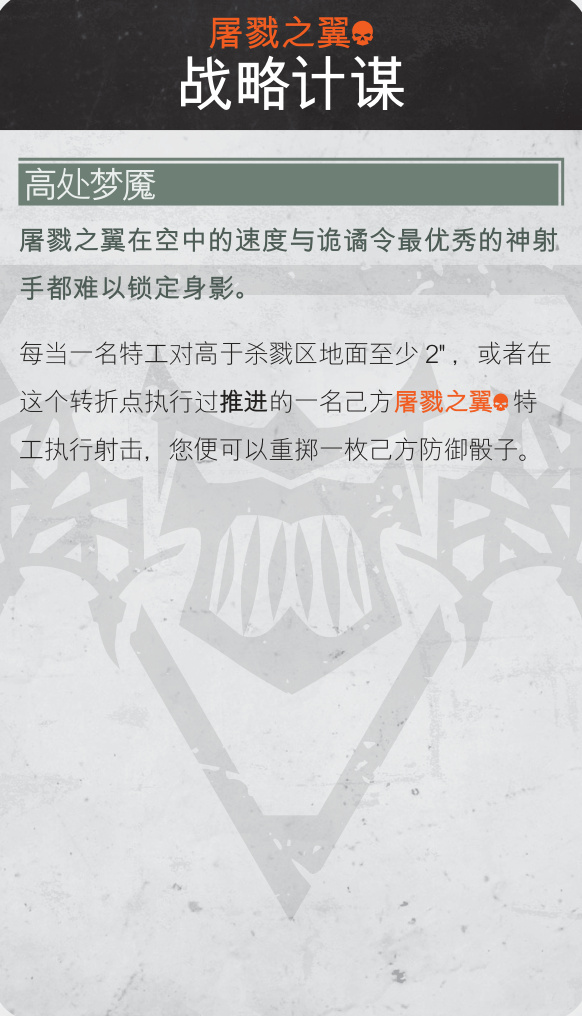 屠戮之翼
战略计谋
高处梦魇
屠戮之翼在空中的速度与诡谲令最优秀的神射
手都难以锁定身影。
每当一名特工对高于杀戮区地面至少 2"，或者在
这个转折点执行过推进的一名己方屠戮之翼特
工执行射击，您便可以重掷一枚己方防御骰子。